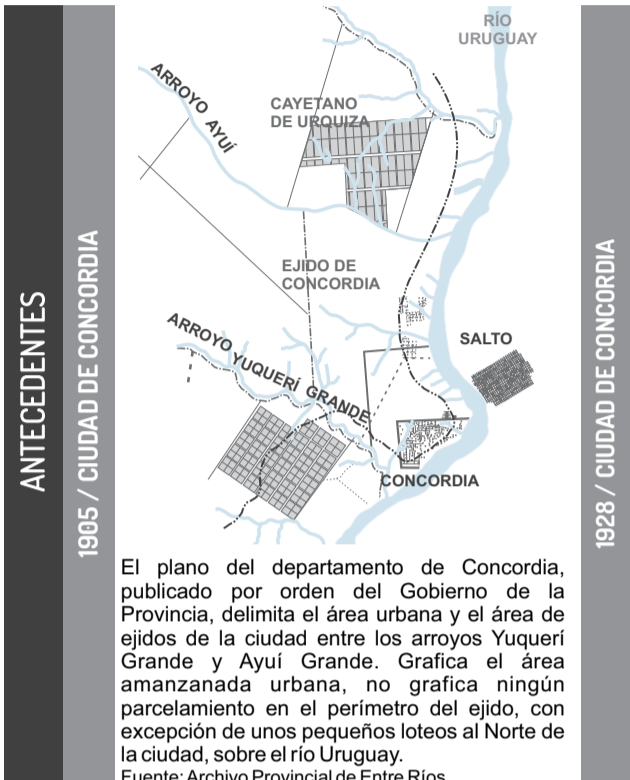 ANTECEDENTES
1905 / CIUDAD DE CONCORDIA
RÍO
URUGUAY
ARROYO AYUÍ
CAYETANO
DE URQUIZA
EJIDO DE
CONCORDIA
ARROYO YUQUERÍ GRANDE
SALTO
CONCORDIA
El plano del departamento de Concordia,
publicado por orden del Gobierno de la
Provincia, delimita el área urbana y el área de
ejidos de la ciudad entre los arroyos Yuquerí
Grande y Ayuí Grande. Grafica el área
amanzanada urbana, no grafica ningún
parcelamiento en el perímetro del ejido, con
excepción de unos pequeños loteos al Norte de
la ciudad, sobre el río Uruguay.
Fuente: Archivo Provincial de Entre Ríos
1928 / CIUDAD DE CONCORDIA